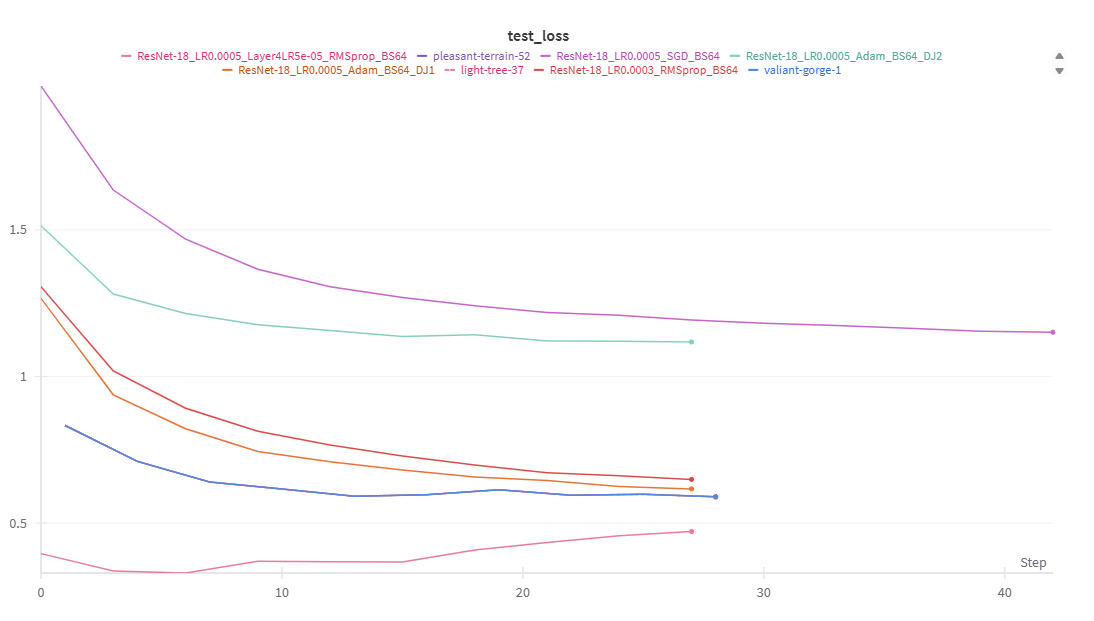 test_loss
ResNet-18_LR0.0005_Layer4LR5e-05_RMSprop_BS64 pleasant-terrain-52 ResNet-18_LR0.0005_SGD_BS64 ResNet-18_LR0.0005_Adam_BS64_DJ2
ResNet-18_LR0.0005_Adam_BS64_DJ1 light-tree-37 ResNet-18_LR0.0003_RMSprop_BS64 valiant-gorge-1
1.5
1
0.5
Step
0 10 20 30 40